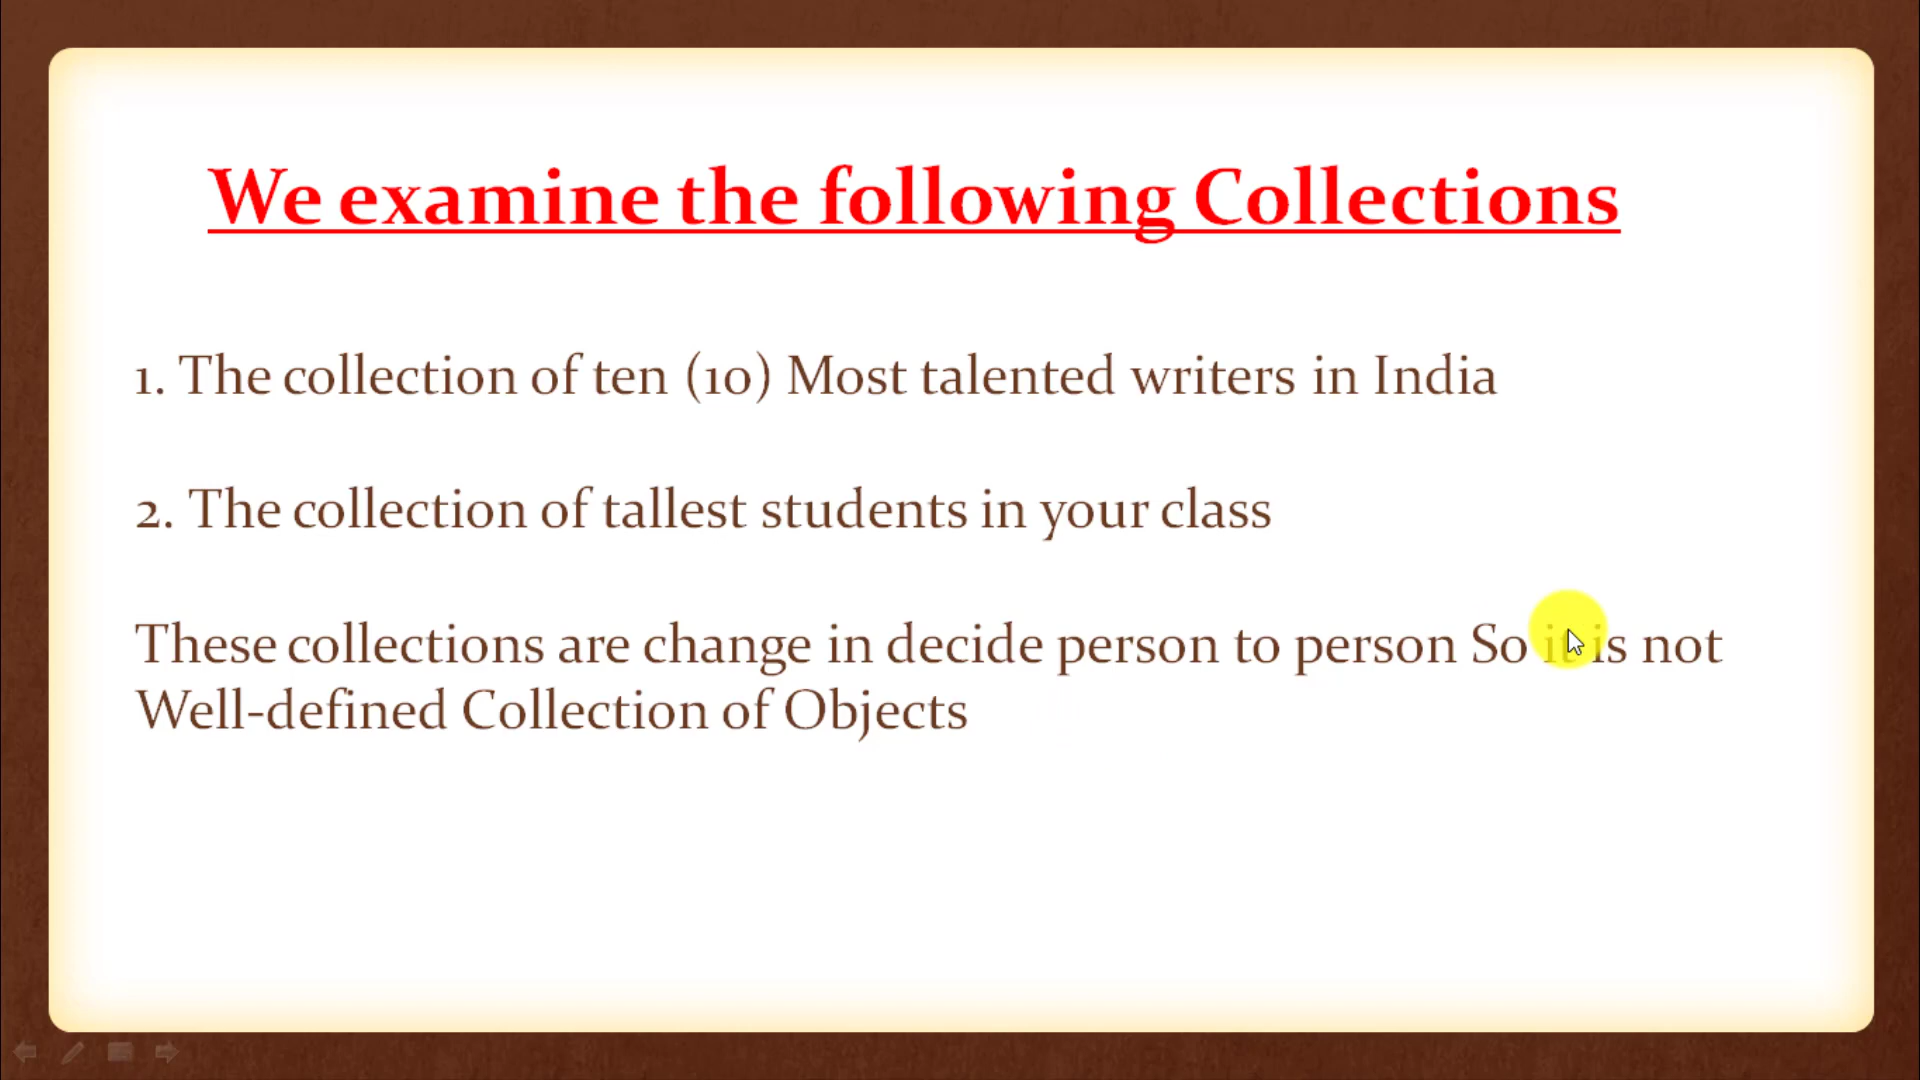 We examine the following Collections
1. The collection of ten (10) Most talented writers in India
2. The collection of tallest students in your class
These collections are change in decide person to person So it is not
Well-defined Collection of Objects